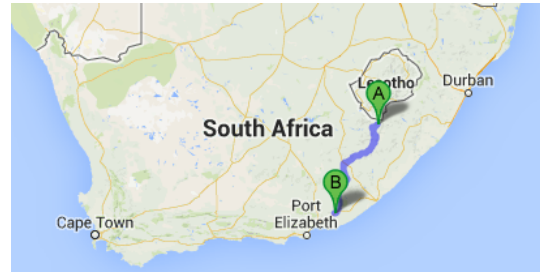 Lesotho
A
Durban
South Africa
B
Port
Elizabeth
Cape Town